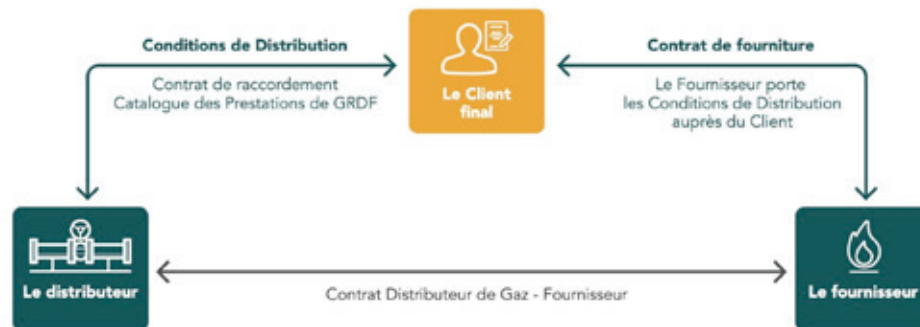 Conditions de Distribution
Contrat de raccordement
Catalogue des Prestations de GRDF
Le Client
final
Contrat de fourniture
Le Fournisseur porte
les Conditions de Distribution
auprès du Client
Le distributeur
Contrat Distributeur de Gaz - Fournisseur
Le fournisseur